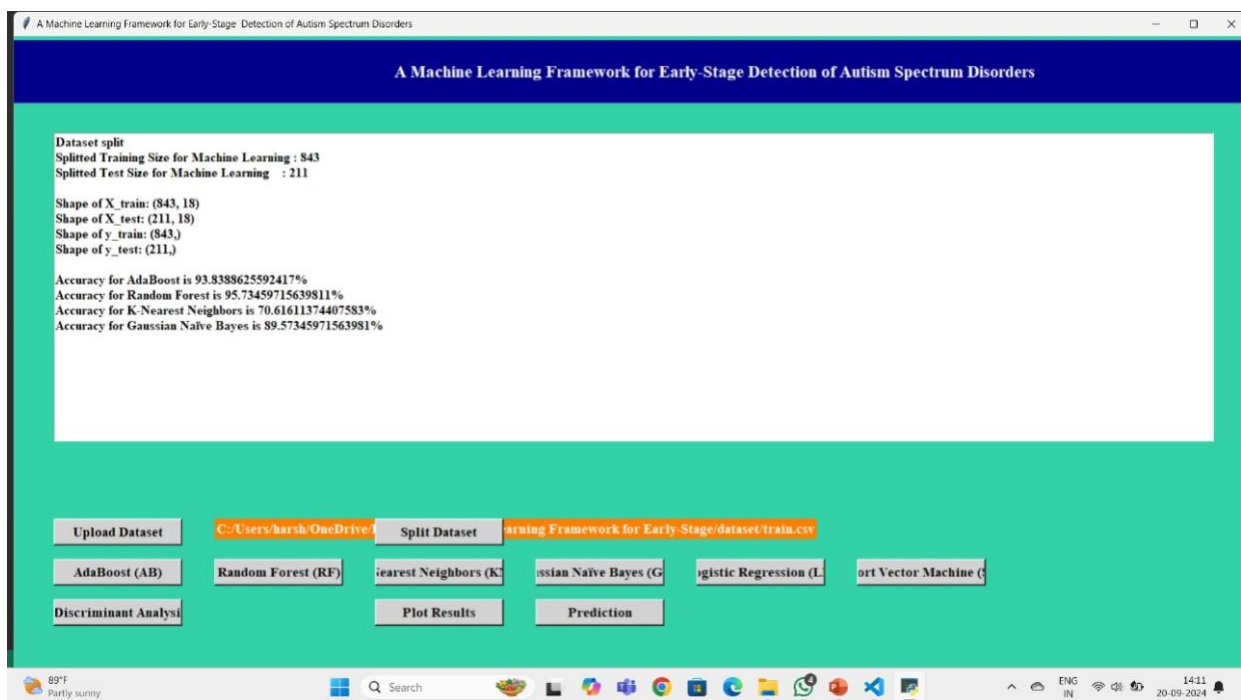 A Machine Learning Framework for Early-Stage Detection of Autism Spectrum Disorders
A Machine Learning Framework for Early-Stage Detection of Autism Spectrum Disorders
Dataset split
Splitted Training Size for Machine Learning : 843
Splitted Test Size for Machine Learning : 211
Shape of X_train: (843, 18)
Shape of X_test: (211, 18)
Shape of y_train: (843,)
Shape of y_test: (211,)
Accuracy for AdaBoost is 93.8388625592417%
Accuracy for Random Forest is 95.73459715639811%
Accuracy for K-Nearest Neighbors is 70.61611374407583%
Accuracy for Gaussian Naïve Bayes is 89.57345971563981%
Upload Dataset C:/Users/harsh/OneDrive/ Split Dataset arning Framework for Early-Stage/dataset/train.csv
AdaBoost (AB) Random Forest (RF) earest Neighbors (K ssian Naïve Bayes (G ogistic Regression (L ort Vector Machine (
Discriminant Analysi Plot Results Prediction
89°F
Partly sunny
Search
4
ENG
IN
14:11
20-09-2024